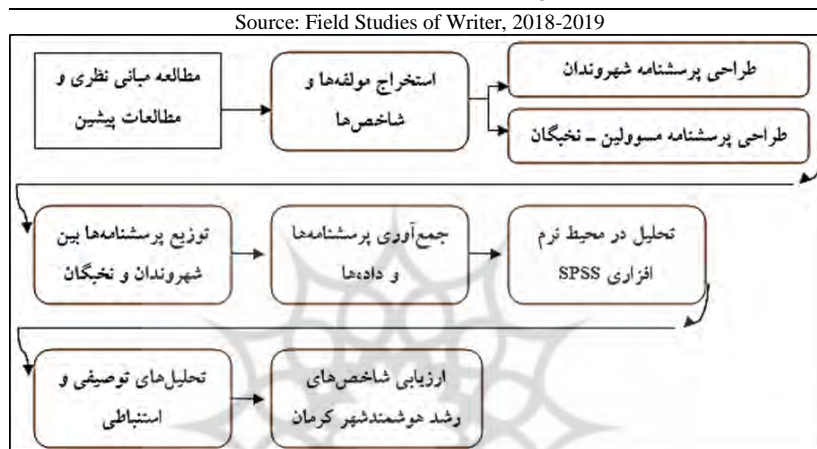 Source: Field Studies of Writer, 2018-2019
مطالعه مبانی نظری و
مطالعات پیشین
استخراج مولفه‌ها و
شاخص‌ها
طراحی پرسشنامه شهروندان
طراحی پرسشنامه مسوولین ـ نخبگان
توزیع پرسشنامه‌ها بین
شهروندان و نخبگان
جمع‌آوری پرسشنامه‌ها
و داده‌ها
تحلیل در محیط نرم
افزاری SPSS
تحلیل‌های توصیفی و
استنباطی
ارزیابی شاخص‌های
رشد هوشمندشهر کرمان